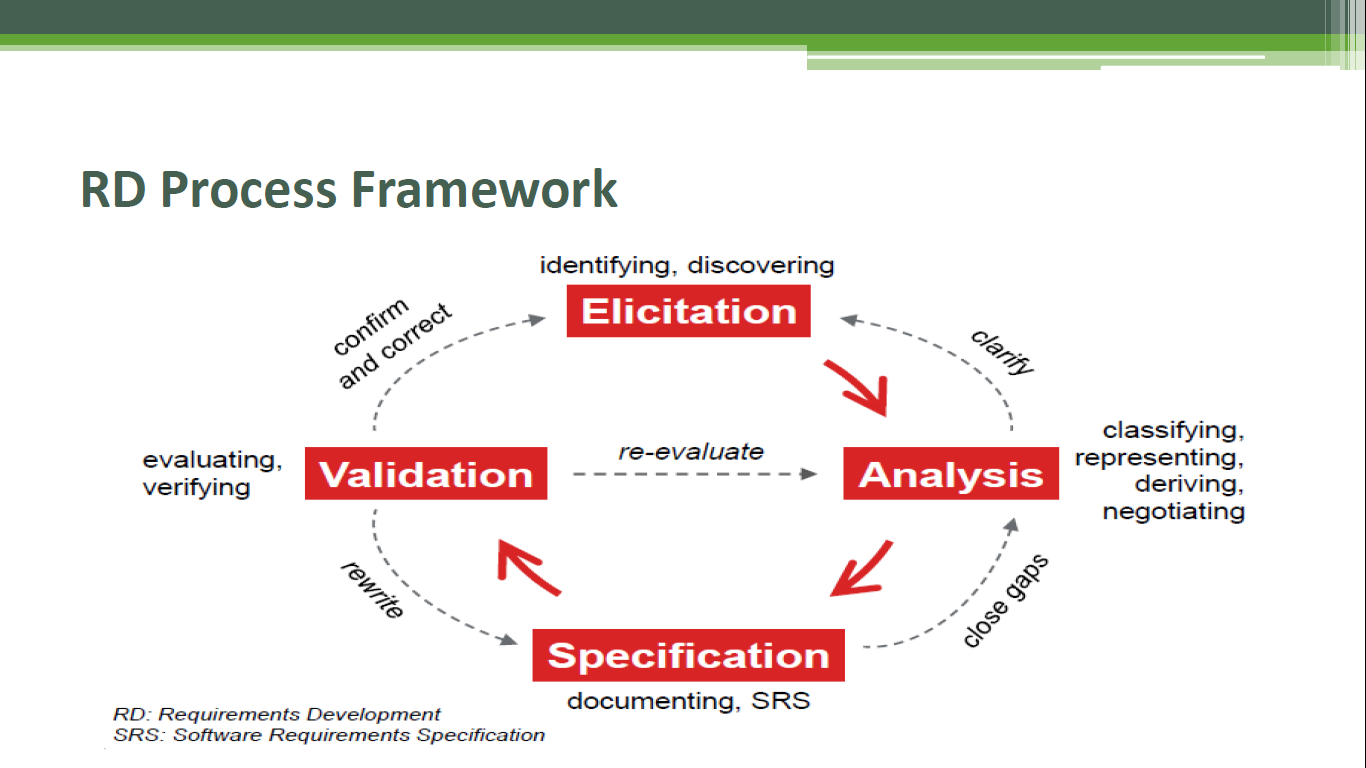 RD Process Framework
identifying, discovering
Elicitation
confirm
and correct
clarify
evaluating,
verifying
Validation
re-evaluate
Analysis
classifying,
representing,
deriving,
negotiating
rewrite
close gaps
Specification
documenting, SRS
RD: Requirements Development
SRS: Software Requirements Specification